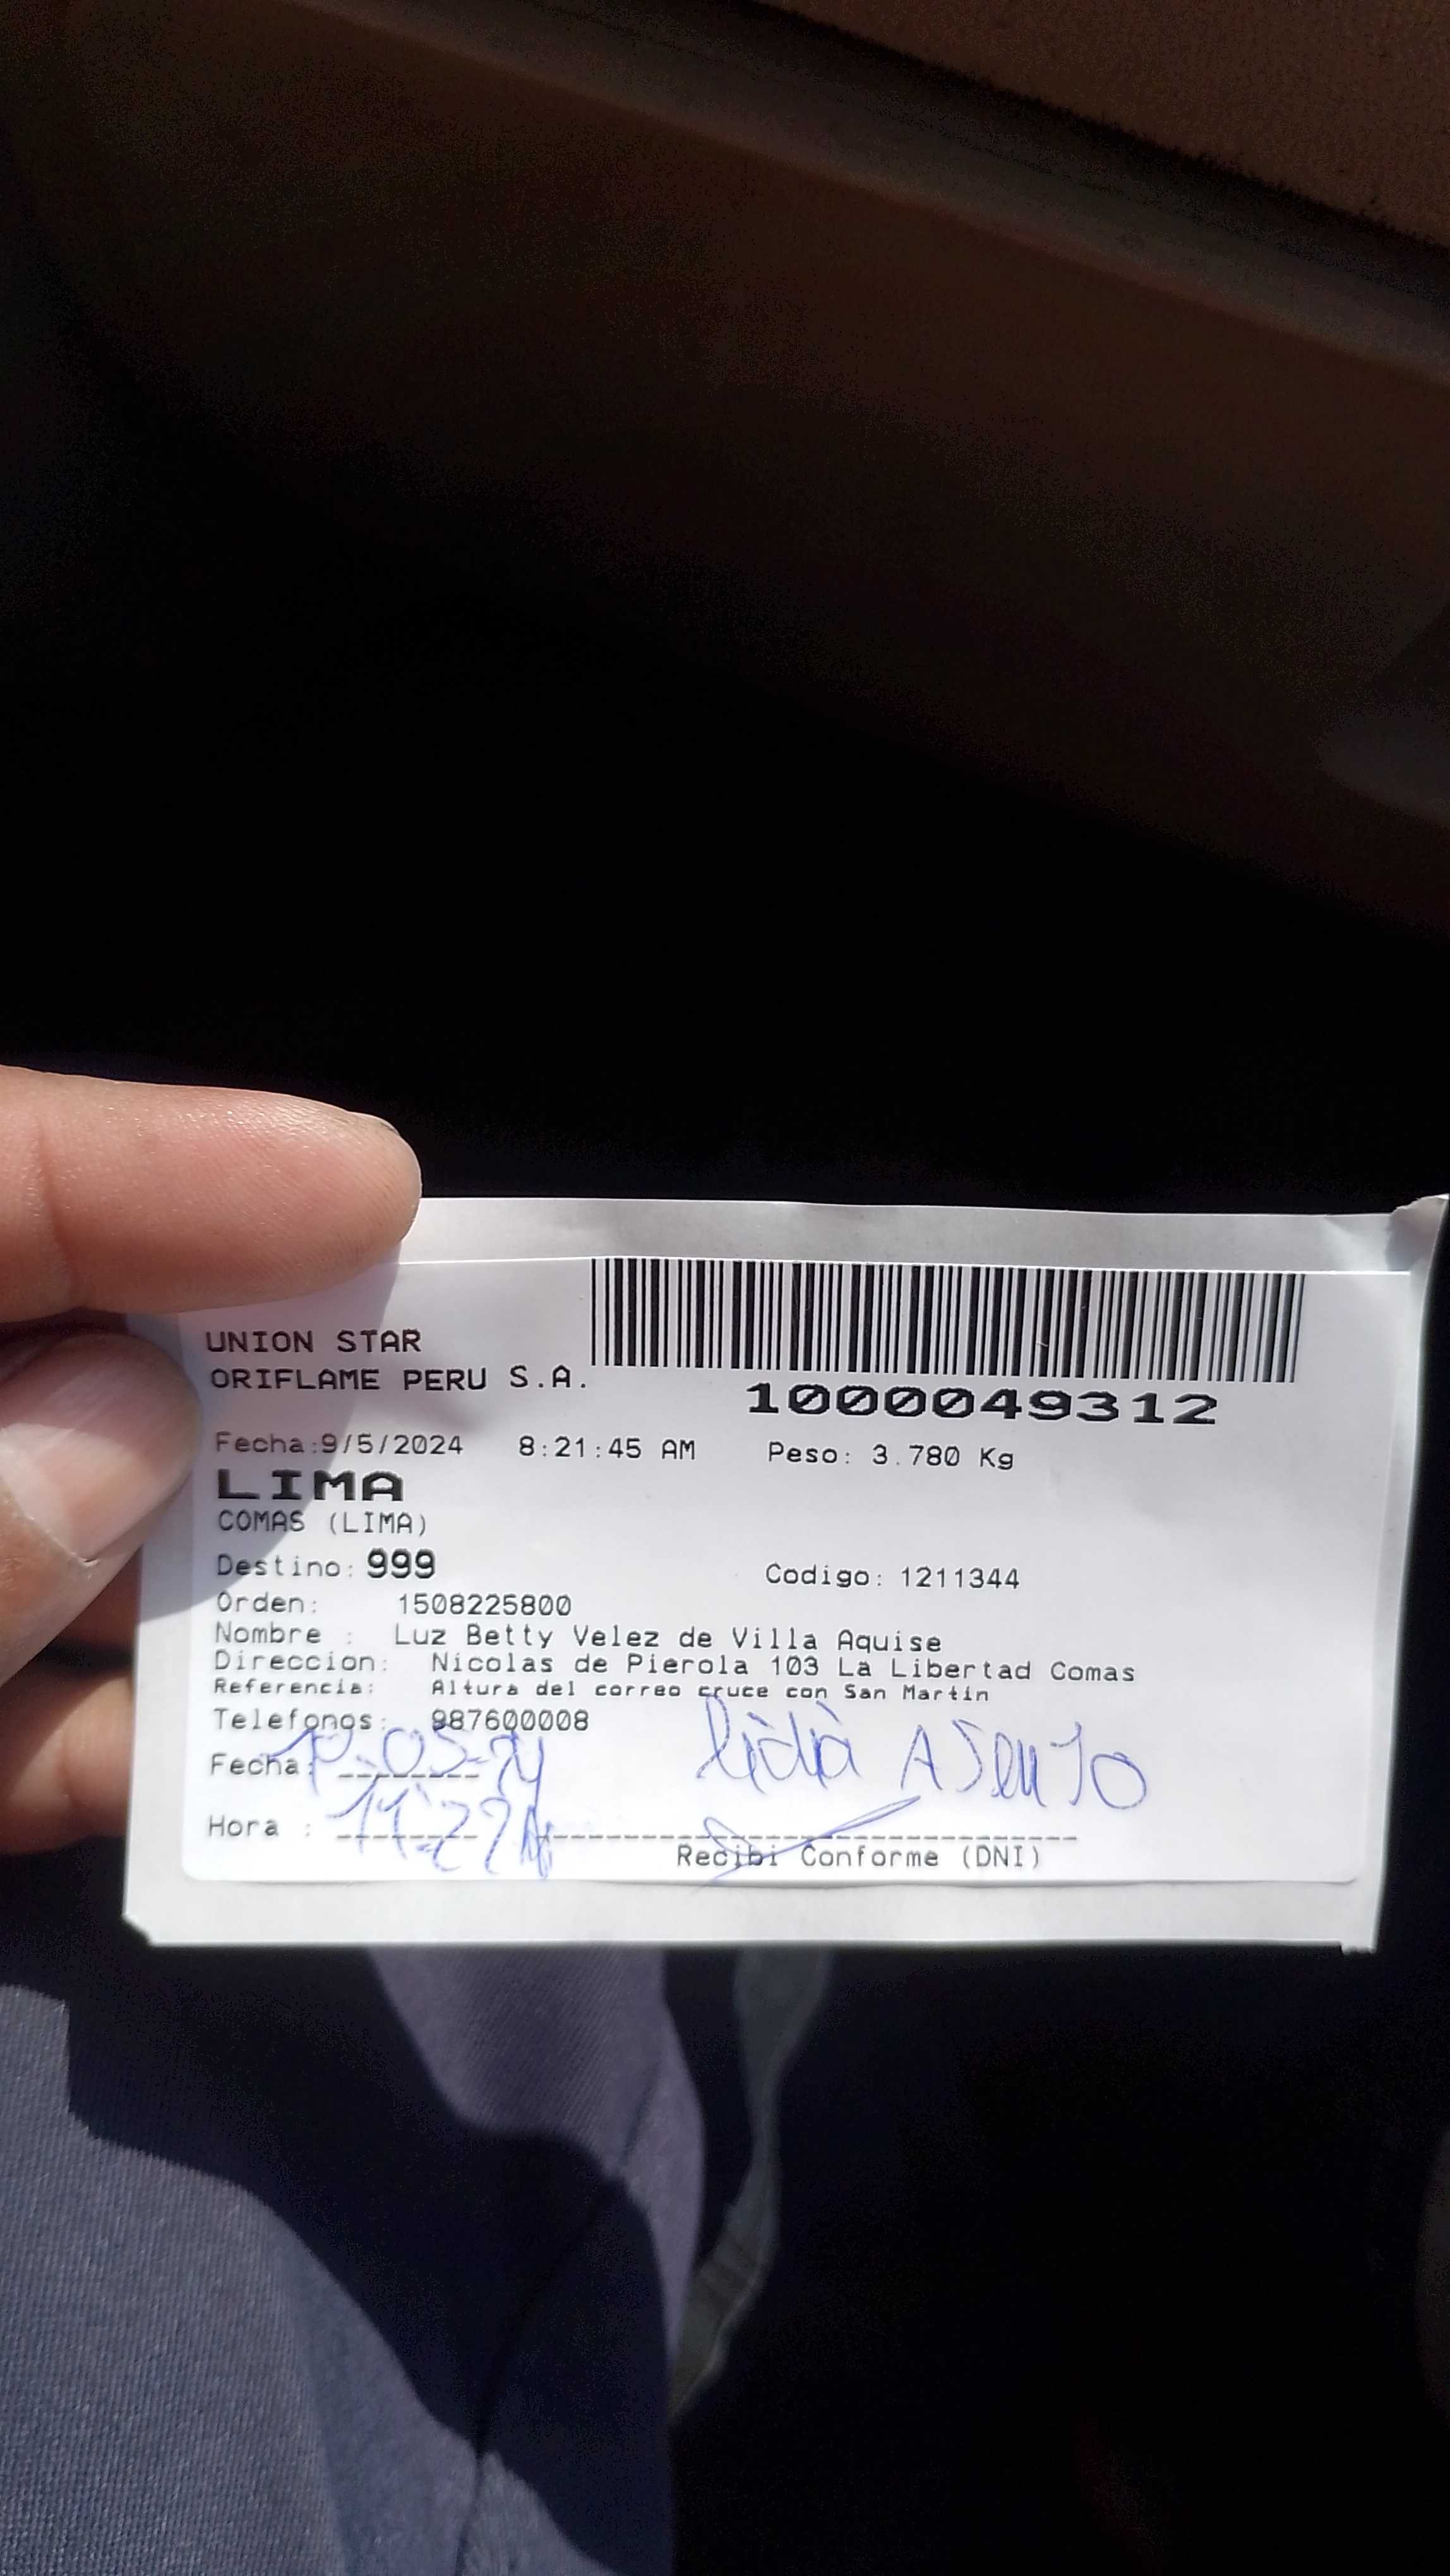 UNION STAR
ORIFLAME PERU S.A.
1000049312
Fecha:9/5/2024 8:21:45 AM Peso: 3.780 Kg
LIMA
COMAS (LIMA)
Destino: 999 Codigo: 1211344
Orden: 1508225800
Nombre : Luz Betty Velez de Villa Aquise
Direccion: Nicolas de Pierola 103 La Libertad Comas
Referencia: Altura del correo cruce con San Martin
Telefonos: 987600008
Fecha:
Hora :
Recibi Conforme (DNI)